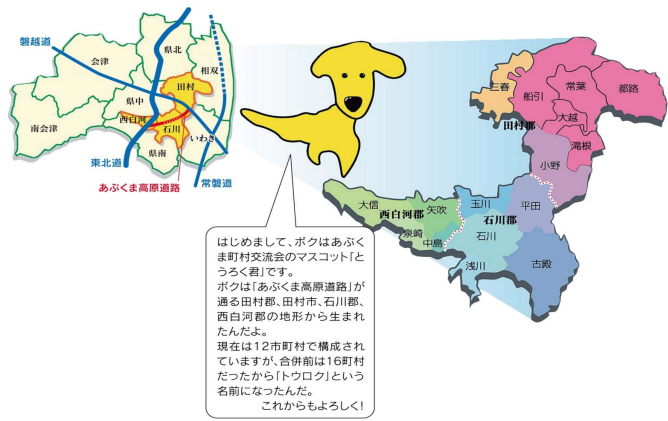 磐越道
会津
県北
相双
田村
県中
西白河
石川
南会津
いわき
県南
東北道
あぶくま高原道路
常磐道
三春
船引
常葉
都路
大越
田村郡
滝根
小野
大信
西白河郡
矢吹
泉崎
中島
玉川
石川郡
平田
石川
浅川
古殿
はじめまして、ボクはあぶく
ま町村交流会のマスコット「と
うろく君」です。
ボクは「あぶくま高原道路」が
通る田村郡、田村市、石川郡、
西白河郡の地形から生まれ
たんだよ。
現在は12市町村で構成され
ていますが、合併前は16町村
だったから「トウロク」という
名前になったんだ。
これからもよろしく!